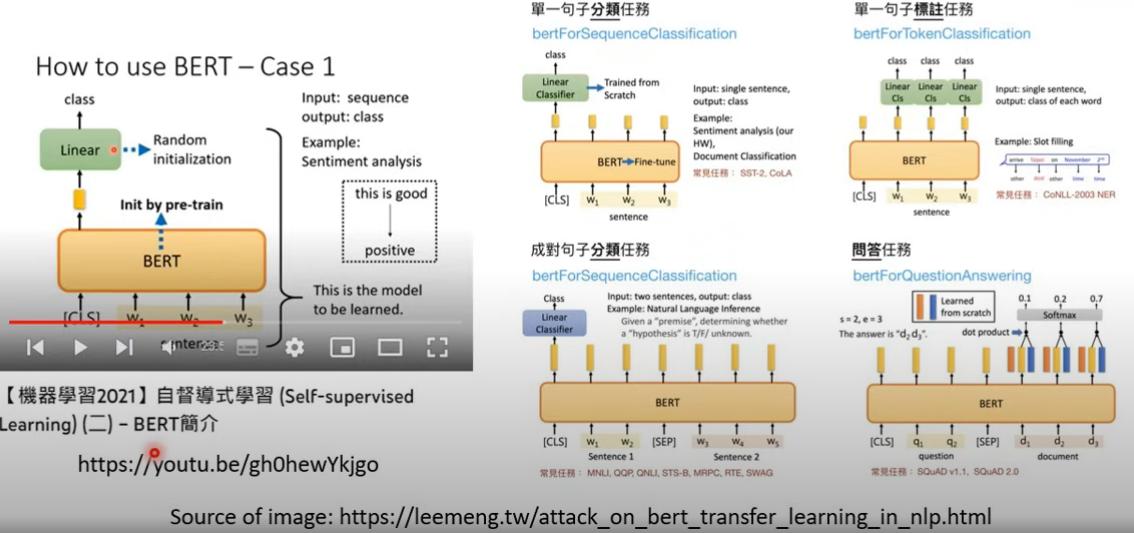 How to use BERT – Case 1
class
Linear
Random
initialization
Init by pre-train
BERT
[CLS] w1 w2 w3
sentence
Input: sequence
output: class
Example:
Sentiment analysis
this is good
positive
This is the model
to be learned.
【機器學習2021】自督導式學習 (Self-supervised
Learning) (二) – BERT簡介
https://youtu.be/gh0hewYkjgo
單一句子分類任務
bertForSequenceClassification
class
Linear
Classifier
Trained from
Scratch
BERT Fine-tune
[CLS] w1 w2 w3
sentence
Input: single sentence,
output: class
Example:
Sentiment analysis (our
HW),
Document Classification
常見任務： SST-2, CoLA
單一句子標註任務
bertForTokenClassification
class class class
Linear Linear Linear
Cls Cls Cls
BERT
[CLS] w1 w2 w3
sentence
Input: single sentence,
output: class of each word
Example: Slot filling
arrive Taipei on November 2nd
other dest other time time
常見任務： CoNLL-2003 NER
成對句子分類任務
bertForSequenceClassification
Class
Linear
Classifier
Input: two sentences, output: class
Example: Natural Language Inference
Given a “premise”, determining whether
a “hypothesis” is T/F/ unknown.
BERT
[CLS] w1 w2 [SEP] w3 w4 w5
Sentence 1 Sentence 2
常見任務： MNLI, QQP, QNLI, STS-B, MRPC, RTE, SWAG
問答任務
bertForQuestionAnswering
Learned
from scratch
0.1 0.2 0.7
Softmax
s = 2, e = 3
The answer is “d2 d3”.
dot product
BERT
[CLS] q1 q2 [SEP] d1 d2 d3
question document
常見任務： SQuAD v1.1, SQuAD 2.0
Source of image: https://leemeng.tw/attack_on_bert_transfer_learning_in_nlp.html